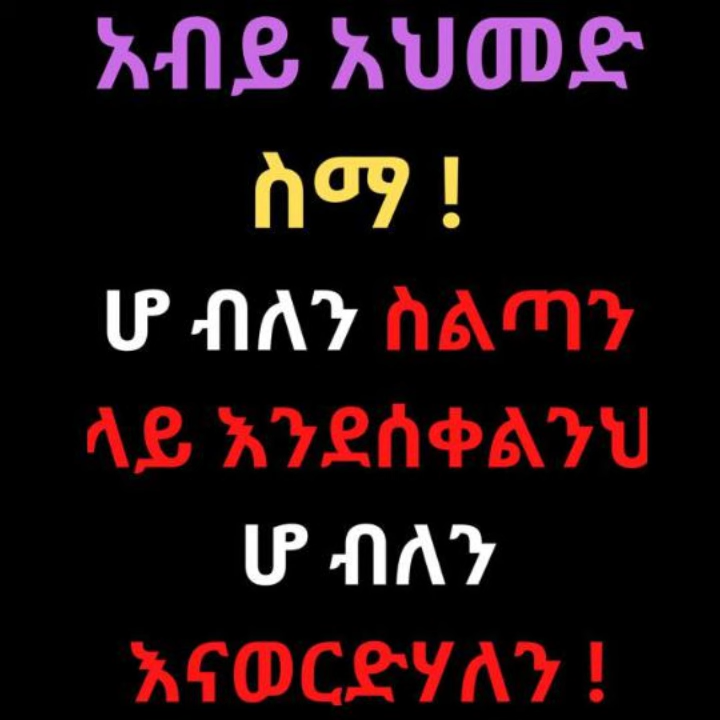 አብይ አህመድ
ስማ !
ሆ ብለን ስልጣን
ላይ እንደሰቀልንህ
ሆ ብለን
እናወርድሃለን !